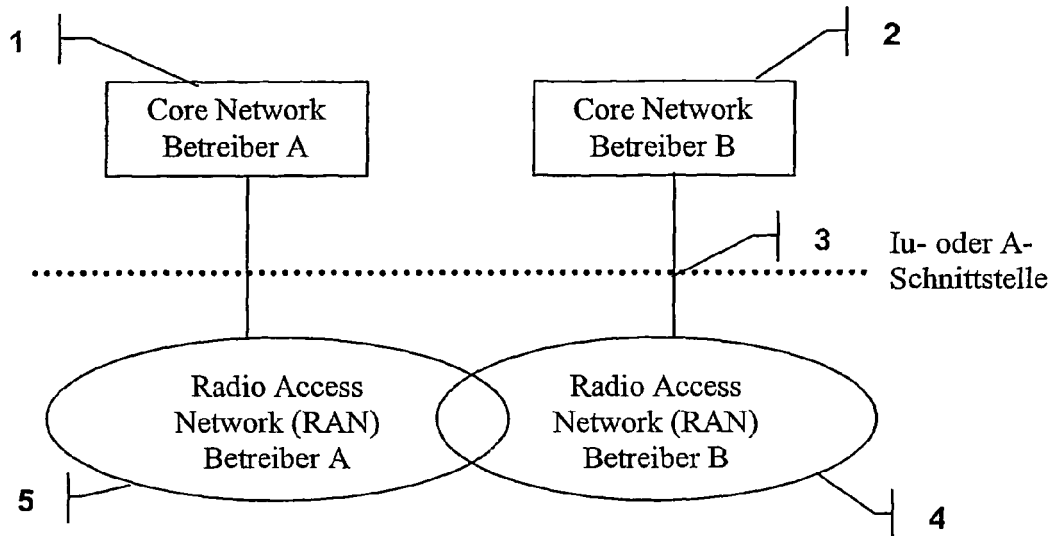 1
2
Core Network
Betreiber A
Core Network
Betreiber B
3
Iu- oder A-
Schnittstelle
Radio Access
Network (RAN)
Betreiber A
Radio Access
Network (RAN)
Betreiber B
5
4